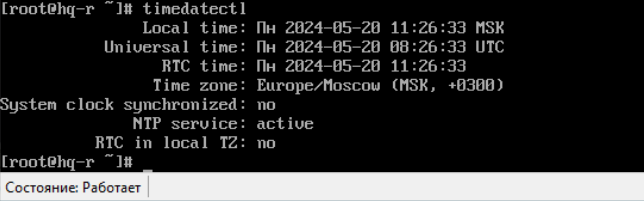 [root@hq-r ~]# timedatectl
Local time: Пн 2024-05-20 11:26:33 MSK
Universal time: Пн 2024-05-20 08:26:33 UTC
RTC time: Пн 2024-05-20 11:26:33
Time zone: Europe/Moscow (MSK, +0300)
System clock synchronized: no
NTP service: active
RTC in local TZ: no
[root@hq-r ~]# _
Состояние: Работает